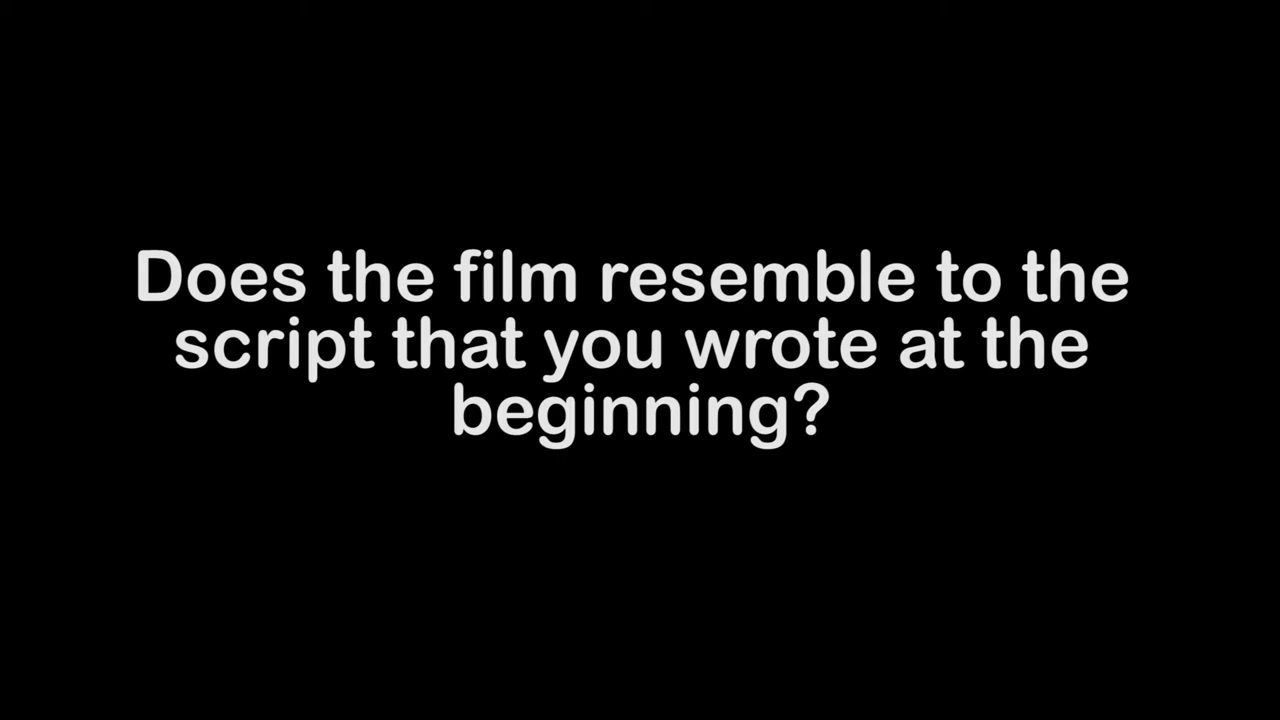 Does the film resemble to the
script that you wrote at the
beginning?